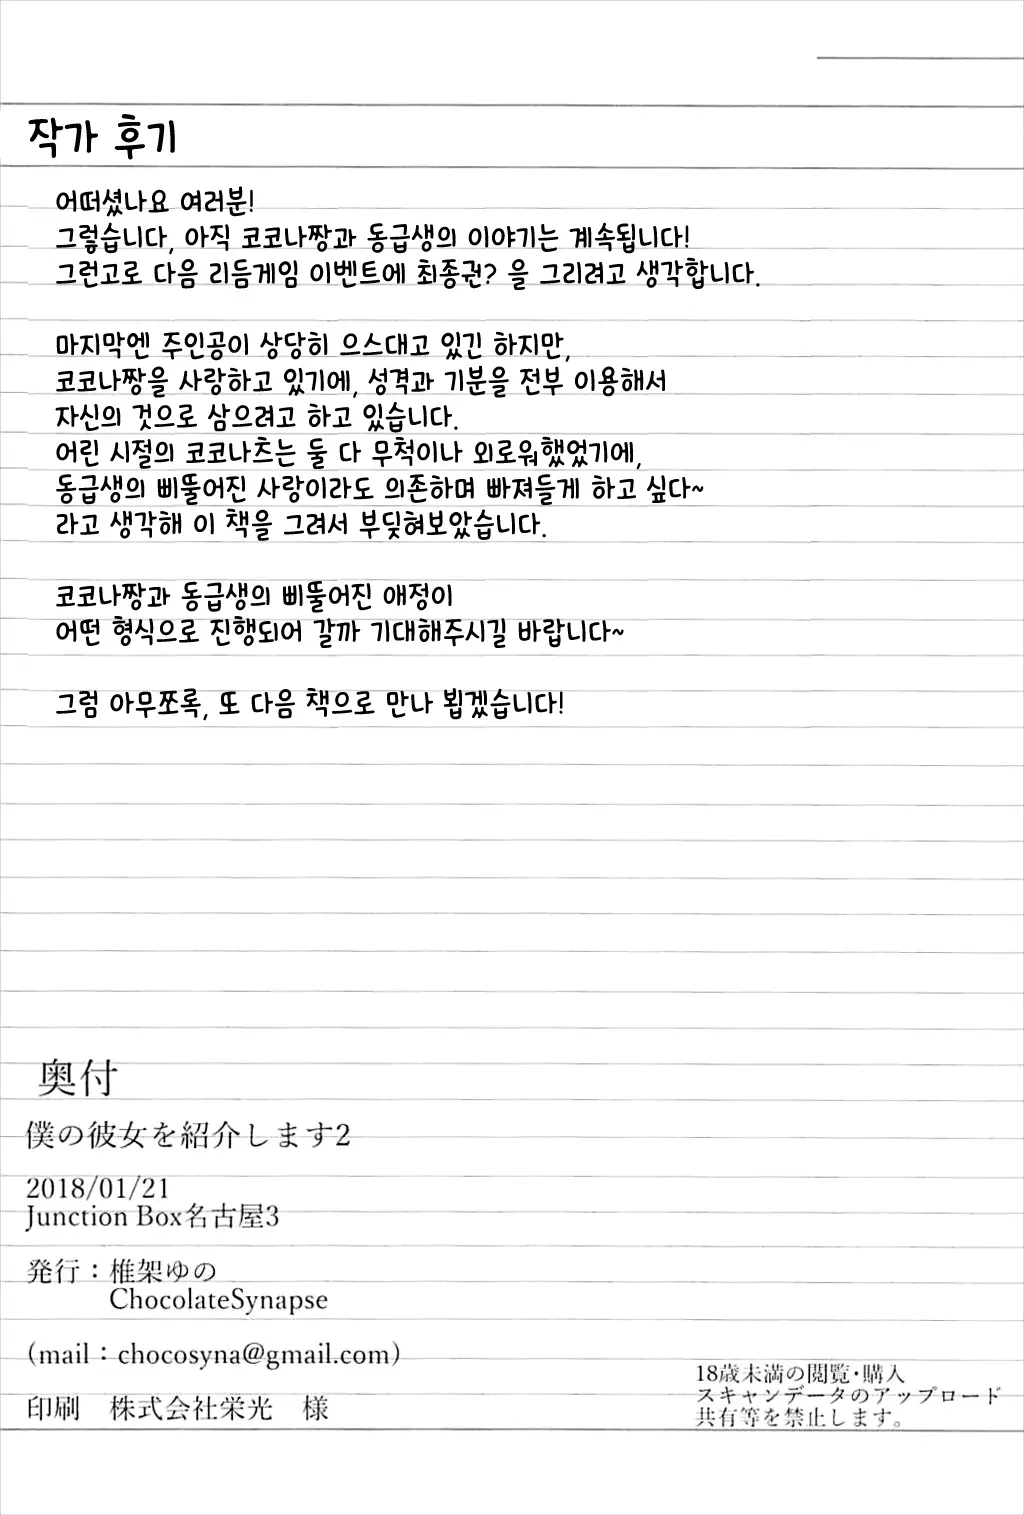 작가 후기
어떠셨나요 여러분!
그렇습니다, 아직 코코나짱과 동급생의 이야기는 계속됩니다!
그런고로 다음 리듬게임 이벤트에 최종권? 을 그리려고 생각합니다.
마지막엔 주인공이 상당히 으스대고 있긴 하지만,
코코나짱을 사랑하고 있기에, 성격과 기분을 전부 이용해서
자신의 것으로 삼으려고 하고 있습니다.
어린 시절의 코코나츠는 둘 다 무척이나 외로워했었기에,
동급생의 삐뚤어진 사랑이라도 의존하며 빠져들게 하고 싶다~
라고 생각해 이 책을 그려서 부딪혀보았습니다.
코코나짱과 동급생의 삐뚤어진 애정이
어떤 형식으로 진행되어 갈까 기대해주시길 바랍니다~
그럼 아무쪼록, 또 다음 책으로 만나 뵙겠습니다!
奥付
僕の彼女を紹介します2
2018/01/21
Junction Box名古屋3
発行：椎架ゆの
ChocolateSynapse
（mail：chocosyna@gmail.com）
印刷　株式会社栄光　様
18歳未満の閲覧・購入
スキャンデータのアップロード
共有等を禁止します。